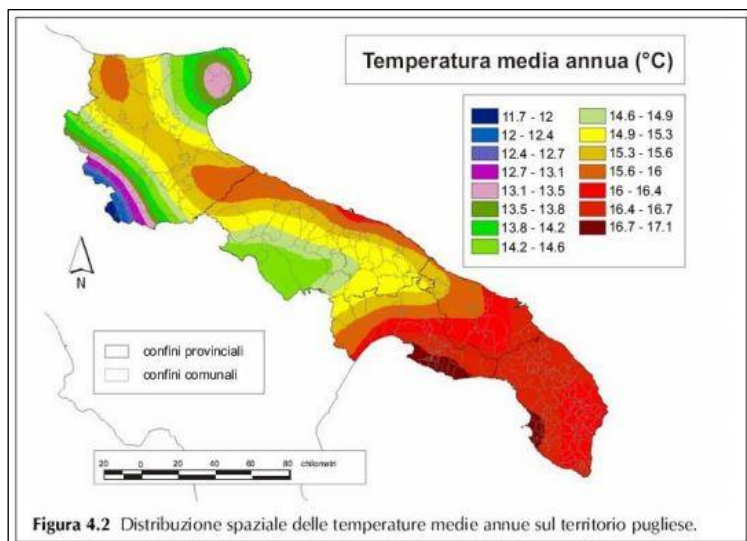 Temperatura media annua (°C)
11.7 - 12
12 - 12.4
12.4 - 12.7
12.7 - 13.1
13.1 - 13.5
13.5 - 13.8
13.8 - 14.2
14.2 - 14.6
14.6 - 14.9
14.9 - 15.3
15.3 - 15.6
15.6 - 16
16 - 16.4
16.4 - 16.7
16.7 - 17.1
N
confini provinciali
confini comunali
20 0 20 40 60 80 chilometri
Figura 4.2 Distribuzione spaziale delle temperature medie annue sul territorio pugliese.